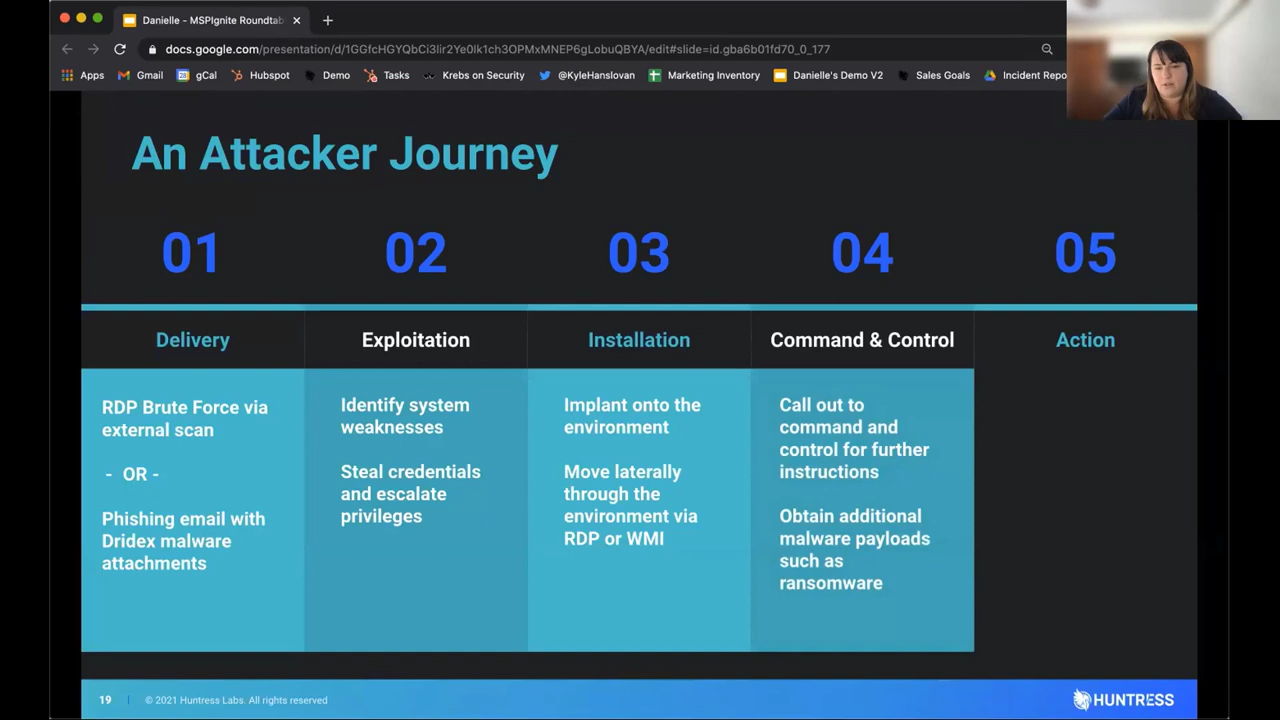 Danielle - MSPIgnite Roundtab
docs.google.com/presentation/d/1GGfcHGYQbCi3lir2Ye0lk1ch3OPMxMNEP6gLobuQBYA/edit#slide=id.gba6b01fd70_0_177
Apps Gmail gCal Hubspot Demo Tasks Krebs on Security @KyleHanslovan Marketing Inventory Danielle's Demo V2 Sales Goals Incident Repo
An Attacker Journey
01 02 03 04 05
Delivery Exploitation Installation Command & Control Action
RDP Brute Force via
external scan
- OR -
Phishing email with
Dridex malware
attachments
Identify system
weaknesses
Steal credentials
and escalate
privileges
Implant onto the
environment
Move laterally
through the
environment via
RDP or WMI
Call out to
command and
control for further
instructions
Obtain additional
malware payloads
such as
ransomware
19 © 2021 Huntress Labs. All rights reserved
HUNTRESS